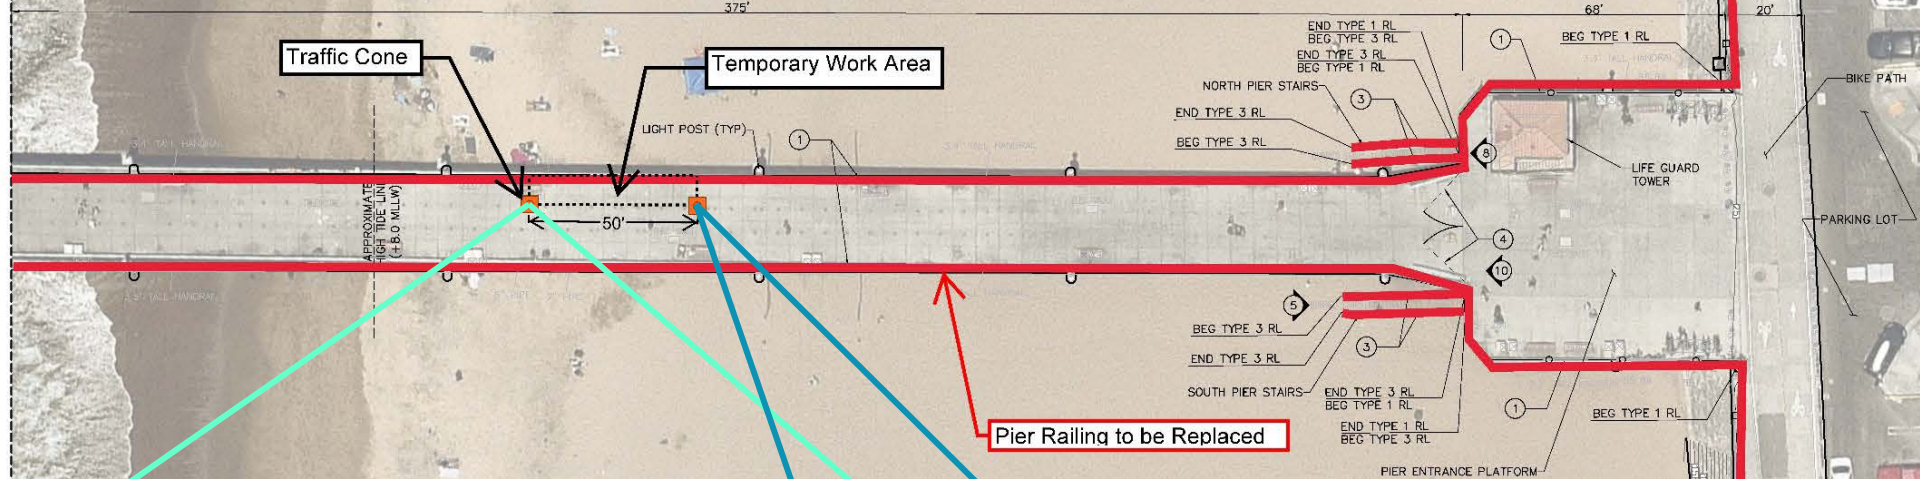 375'
68'
20'
END TYPE 1 RL
BEG TYPE 3 RL
END TYPE 3 RL
BEG TYPE 1 RL
1
BEG TYPE 1 RL
Traffic Cone
Temporary Work Area
NORTH PIER STAIRS
3
BIKE PATH
END TYPE 3 RL
LIGHT POST (TYP)
1
BEG TYPE 3 RL
8
LIFE GUARD
TOWER
APPROXIMATE
HIGH TIDE LINE
(+8.0 MLLW)
50'
PARKING LOT
4
10
5
BEG TYPE 3 RL
3
END TYPE 3 RL
SOUTH PIER STAIRS
END TYPE 3 RL
BEG TYPE 1 RL
1
BEG TYPE 1 RL
END TYPE 1 RL
BEG TYPE 3 RL
Pier Railing to be Replaced
PIER ENTRANCE PLATFORM